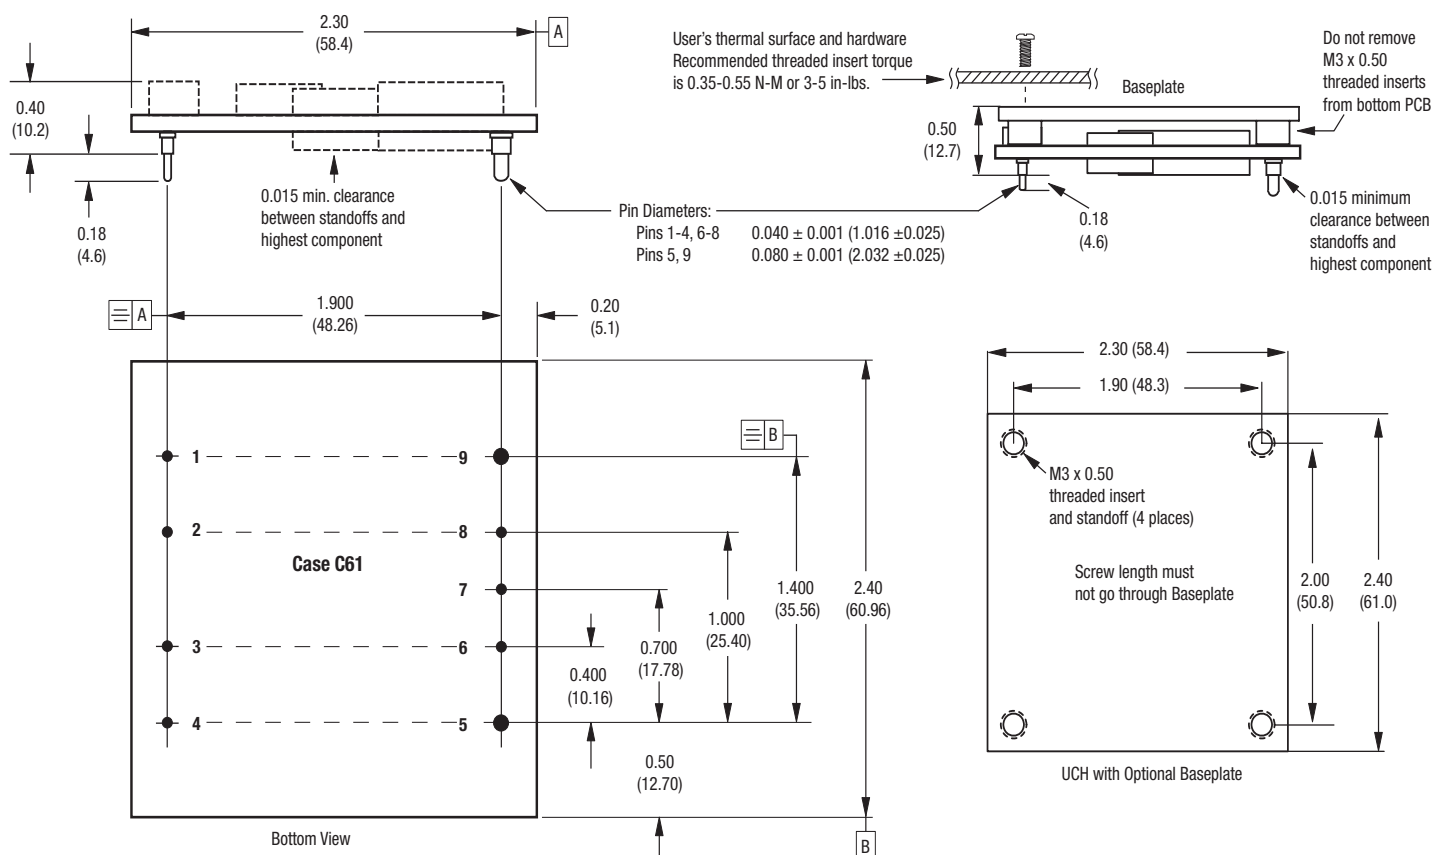 2.30
(58.4)
A
0.40
(10.2)
0.18
(4.6)
0.015 min. clearance
between standoffs and
highest component
User's thermal surface and hardware
Recommended threaded insert torque
is 0.35-0.55 N-M or 3-5 in-lbs.
Baseplate
Do not remove
M3 x 0.50
threaded inserts
from bottom PCB
0.50
(12.7)
0.18
(4.6)
0.015 minimum
clearance between
standoffs and
highest component
Pin Diameters:
Pins 1-4, 6-8 0.040 ± 0.001 (1.016 ±0.025)
Pins 5, 9 0.080 ± 0.001 (2.032 ±0.025)
A
1.900
(48.26)
0.20
(5.1)
1 9
2 8
Case C61
7
3 6
4 5
B
0.400
(10.16)
0.700
(17.78)
1.000
(25.40)
1.400
(35.56)
2.40
(60.96)
0.50
(12.70)
B
Bottom View
2.30 (58.4)
1.90 (48.3)
M3 x 0.50
threaded insert
and standoff (4 places)
Screw length must
not go through Baseplate
2.00
(50.8)
2.40
(61.0)
UCH with Optional Baseplate